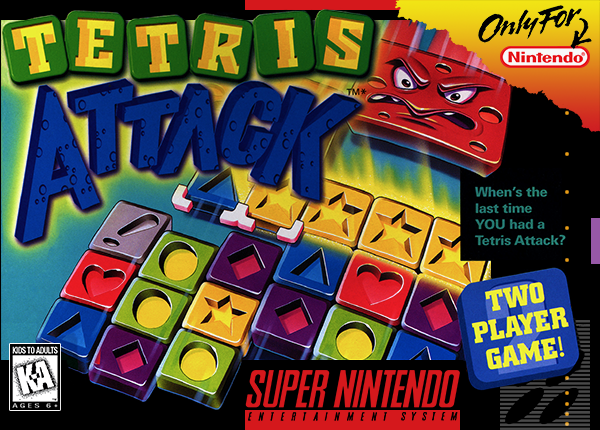 TETRIS
ATTACK
TM*
Only For
Nintendo®
When's the
last time
YOU had a
Tetris Attack?
TWO
PLAYER
GAME!
KIDS TO ADULTS
K-A
AGES 6+
SUPER NINTENDO
ENTERTAINMENT SYSTEM